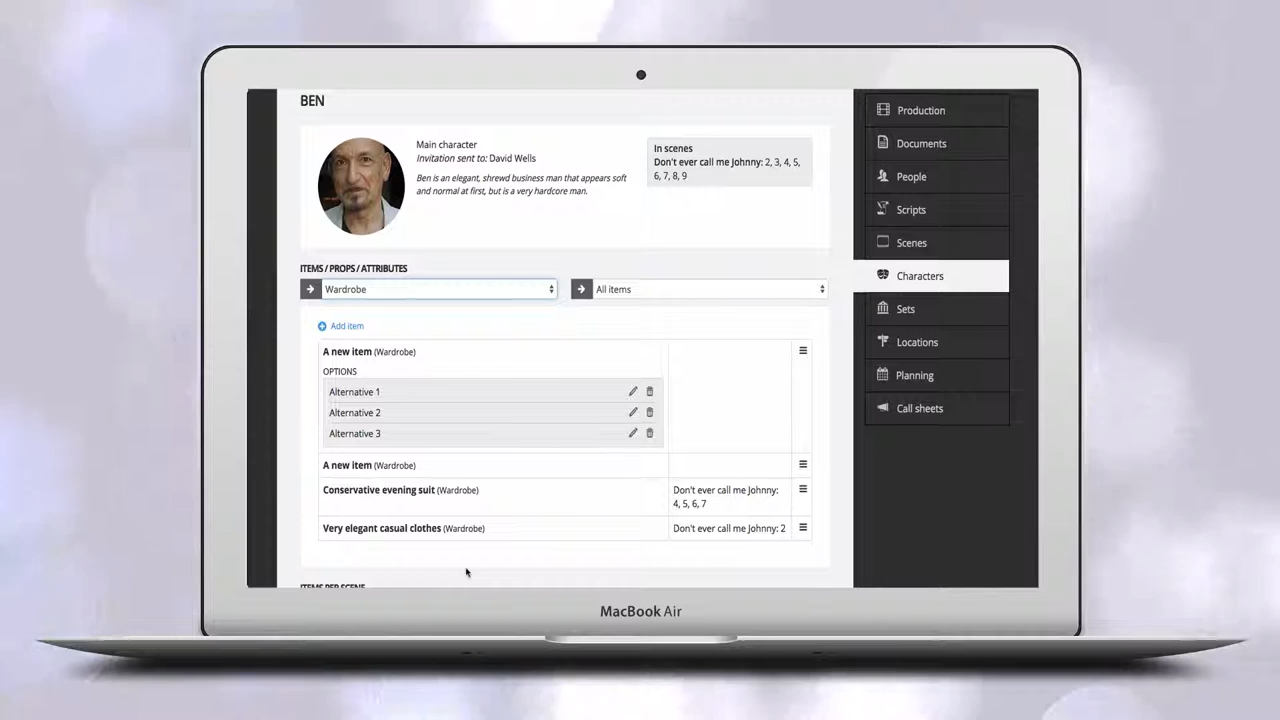 BEN
Main character
Invitation sent to: David Wells
Ben is an elegant, shrewd business man that appears soft
and normal at first, but is a very hardcore man.
In scenes
Don't ever call me Johnny: 2, 3, 4, 5,
6, 7, 8, 9
ITEMS / PROPS / ATTRIBUTES
Wardrobe
All items
Add item
A new item (Wardrobe)
OPTIONS
Alternative 1
Alternative 2
Alternative 3
A new item (Wardrobe)
Conservative evening suit (Wardrobe)
Don't ever call me Johnny:
4, 5, 6, 7
Very elegant casual clothes (Wardrobe)
Don't ever call me Johnny: 2
ITEMS PER SCENE
Production
Documents
People
Scripts
Scenes
Characters
Sets
Locations
Planning
Call sheets
MacBook Air